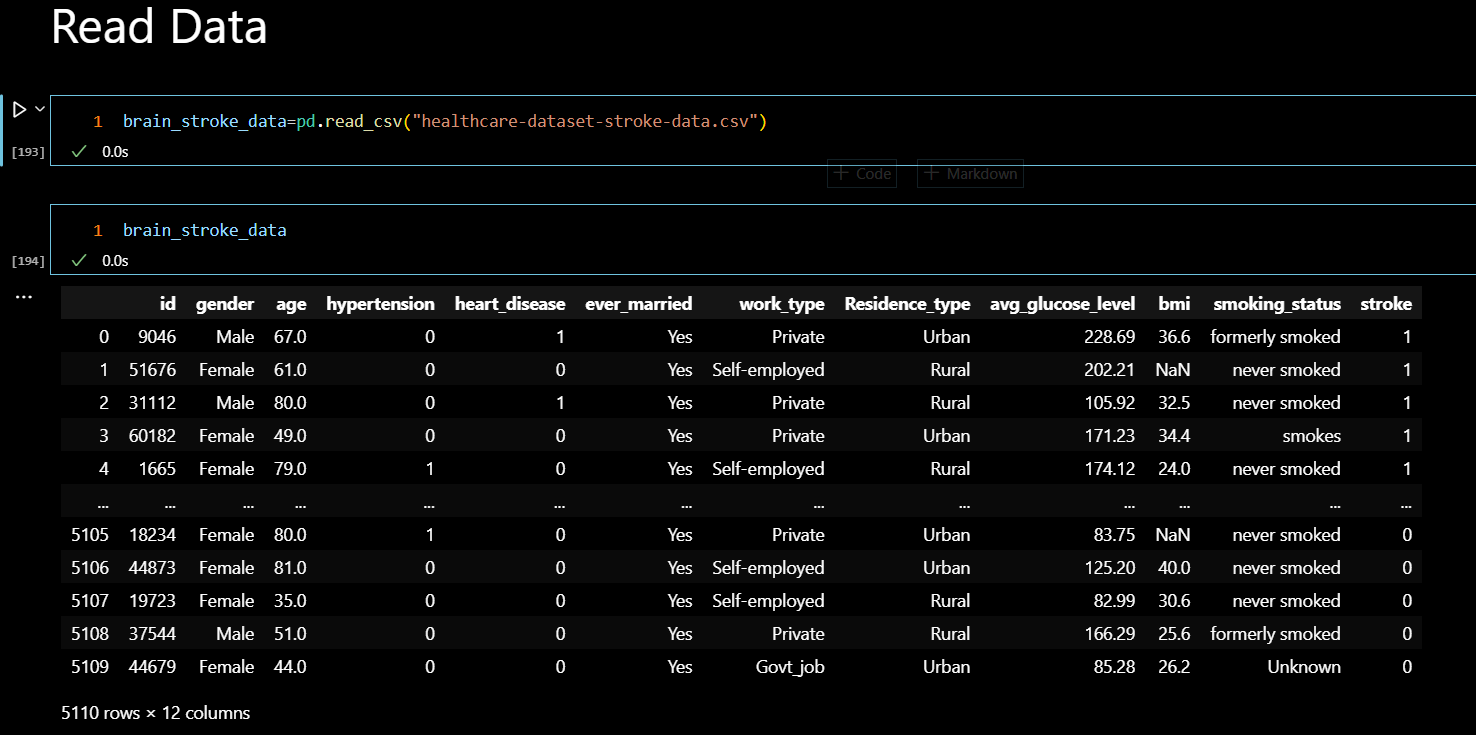 Read Data
1 brain_stroke_data=pd.read_csv("healthcare-dataset-stroke-data.csv")
[193] 0.0s
+ Code + Markdown
1 brain_stroke_data
[194] 0.0s
...
id gender age hypertension heart_disease ever_married work_type Residence_type avg_glucose_level bmi smoking_status stroke
0 9046 Male 67.0 0 1 Yes Private Urban 228.69 36.6 formerly smoked 1
1 51676 Female 61.0 0 0 Yes Self-employed Rural 202.21 NaN never smoked 1
2 31112 Male 80.0 0 1 Yes Private Rural 105.92 32.5 never smoked 1
3 60182 Female 49.0 0 0 Yes Private Urban 171.23 34.4 smokes 1
4 1665 Female 79.0 1 0 Yes Self-employed Rural 174.12 24.0 never smoked 1
... ... ... ... ... ... ... ... ... ... ... ... ...
5105 18234 Female 80.0 1 0 Yes Private Urban 83.75 NaN never smoked 0
5106 44873 Female 81.0 0 0 Yes Self-employed Urban 125.20 40.0 never smoked 0
5107 19723 Female 35.0 0 0 Yes Self-employed Rural 82.99 30.6 never smoked 0
5108 37544 Male 51.0 0 0 Yes Private Rural 166.29 25.6 formerly smoked 0
5109 44679 Female 44.0 0 0 Yes Govt_job Urban 85.28 26.2 Unknown 0
5110 rows × 12 columns